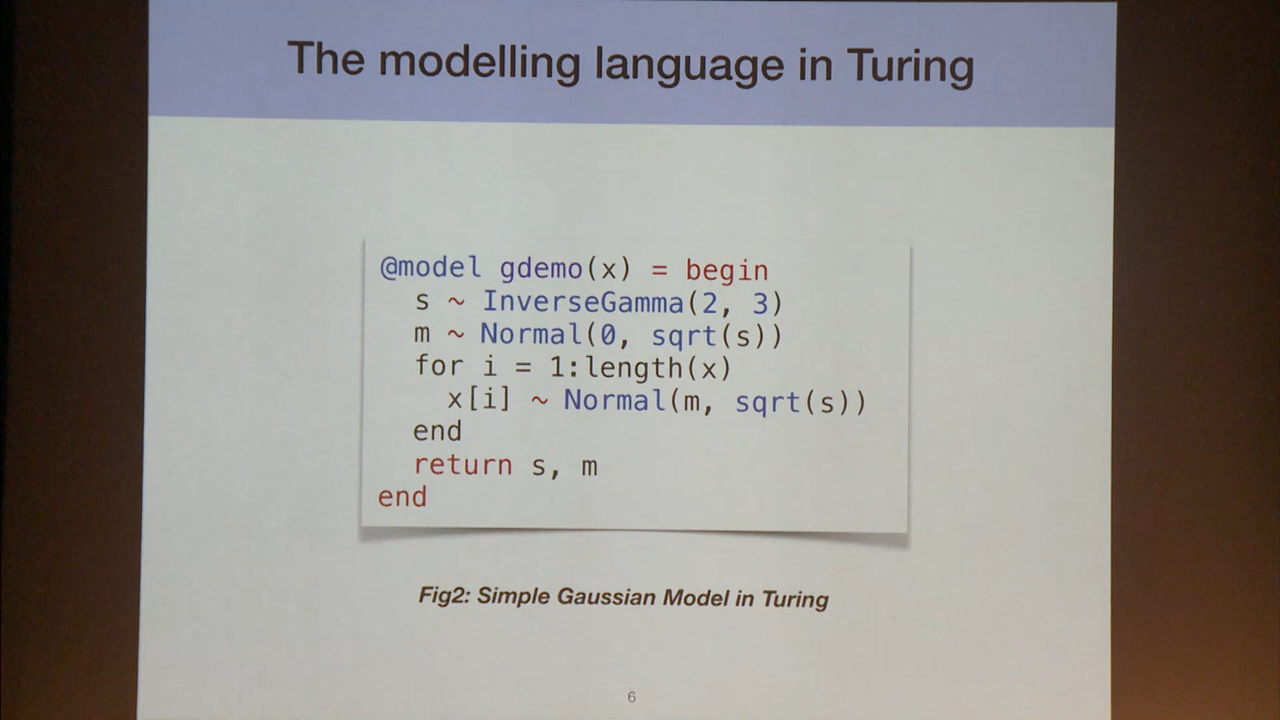 The modelling language in Turing
@model gdemo(x) = begin
  s ~ InverseGamma(2, 3)
  m ~ Normal(0, sqrt(s))
  for i = 1:length(x)
    x[i] ~ Normal(m, sqrt(s))
  end
  return s, m
end
Fig2: Simple Gaussian Model in Turing
6